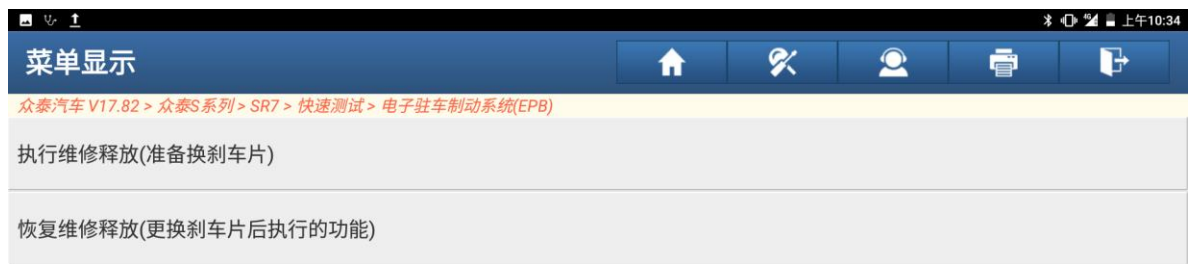 4G 上午10:34
菜单显示
众泰汽车 V17.82 > 众泰S系列 > SR7 > 快速测试 > 电子驻车制动系统(EPB)
执行维修释放(准备换刹车片)
恢复维修释放(更换刹车片后执行的功能)